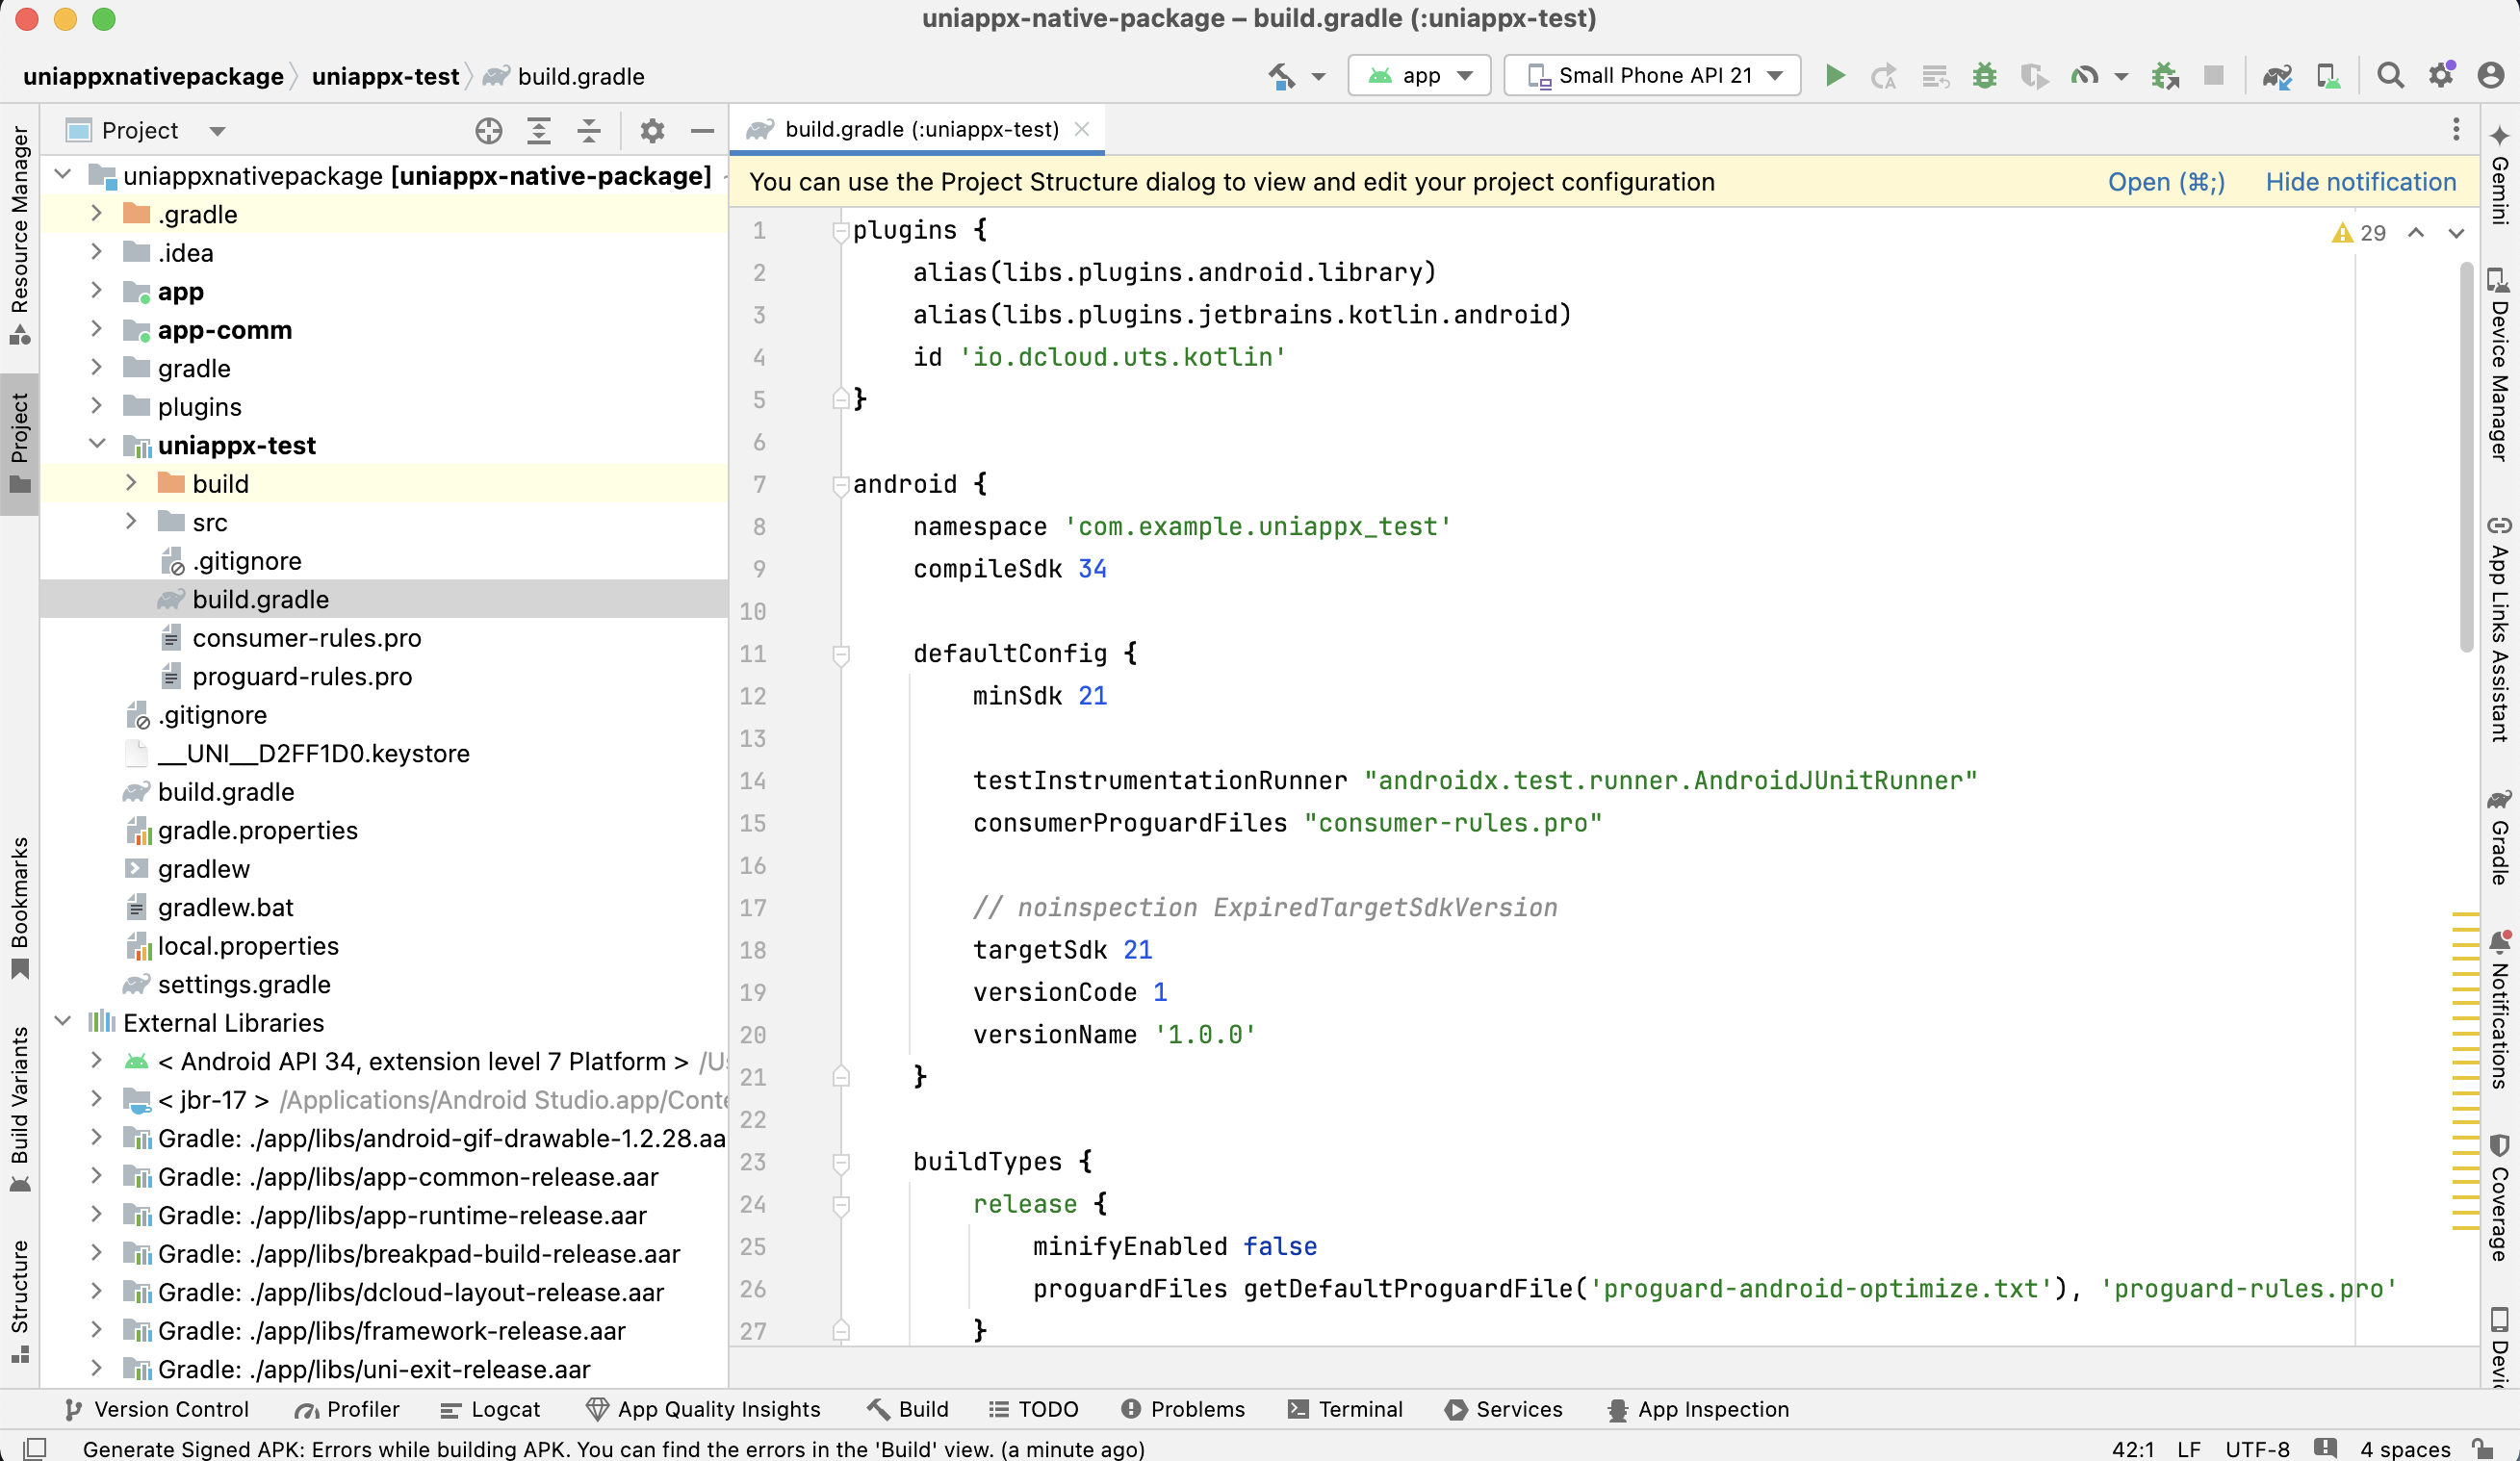 uniappx-native-package – build.gradle (:uniappx-test)
uniappxnativepackage
uniappx-test
build.gradle
app
Small Phone API 21
Resource Manager
Project
Bookmarks
Build Variants
Structure
Project
uniappxnativepackage [uniappx-native-package]
.gradle
.idea
app
app-comm
gradle
plugins
uniappx-test
build
src
.gitignore
build.gradle
consumer-rules.pro
proguard-rules.pro
.gitignore
__UNI__D2FF1D0.keystore
build.gradle
gradle.properties
gradlew
gradlew.bat
local.properties
settings.gradle
External Libraries
< Android API 34, extension level 7 Platform > /Us
< jbr-17 > /Applications/Android Studio.app/Conte
Gradle: ./app/libs/android-gif-drawable-1.2.28.aa
Gradle: ./app/libs/app-common-release.aar
Gradle: ./app/libs/app-runtime-release.aar
Gradle: ./app/libs/breakpad-build-release.aar
Gradle: ./app/libs/dcloud-layout-release.aar
Gradle: ./app/libs/framework-release.aar
Gradle: ./app/libs/uni-exit-release.aar
build.gradle (:uniappx-test)
You can use the Project Structure dialog to view and edit your project configuration
Open (⌘;)
Hide notification
29
1 plugins {
2 alias(libs.plugins.android.library)
3 alias(libs.plugins.jetbrains.kotlin.android)
4 id 'io.dcloud.uts.kotlin'
5 }
6
7 android {
8 namespace 'com.example.uniappx_test'
9 compileSdk 34
10
11 defaultConfig {
12 minSdk 21
13
14 testInstrumentationRunner "androidx.test.runner.AndroidJUnitRunner"
15 consumerProguardFiles "consumer-rules.pro"
16
17 // noinspection ExpiredTargetSdkVersion
18 targetSdk 21
19 versionCode 1
20 versionName '1.0.0'
21 }
22
23 buildTypes {
24 release {
25 minifyEnabled false
26 proguardFiles getDefaultProguardFile('proguard-android-optimize.txt'), 'proguard-rules.pro'
27 }
Gemini
Device Manager
App Links Assistant
Gradle
Notifications
Coverage
Devic
Version Control
Profiler
Logcat
App Quality Insights
Build
TODO
Problems
Terminal
Services
App Inspection
Generate Signed APK: Errors while building APK. You can find the errors in the 'Build' view. (a minute ago)
42:1
LF
UTF-8
4 spaces